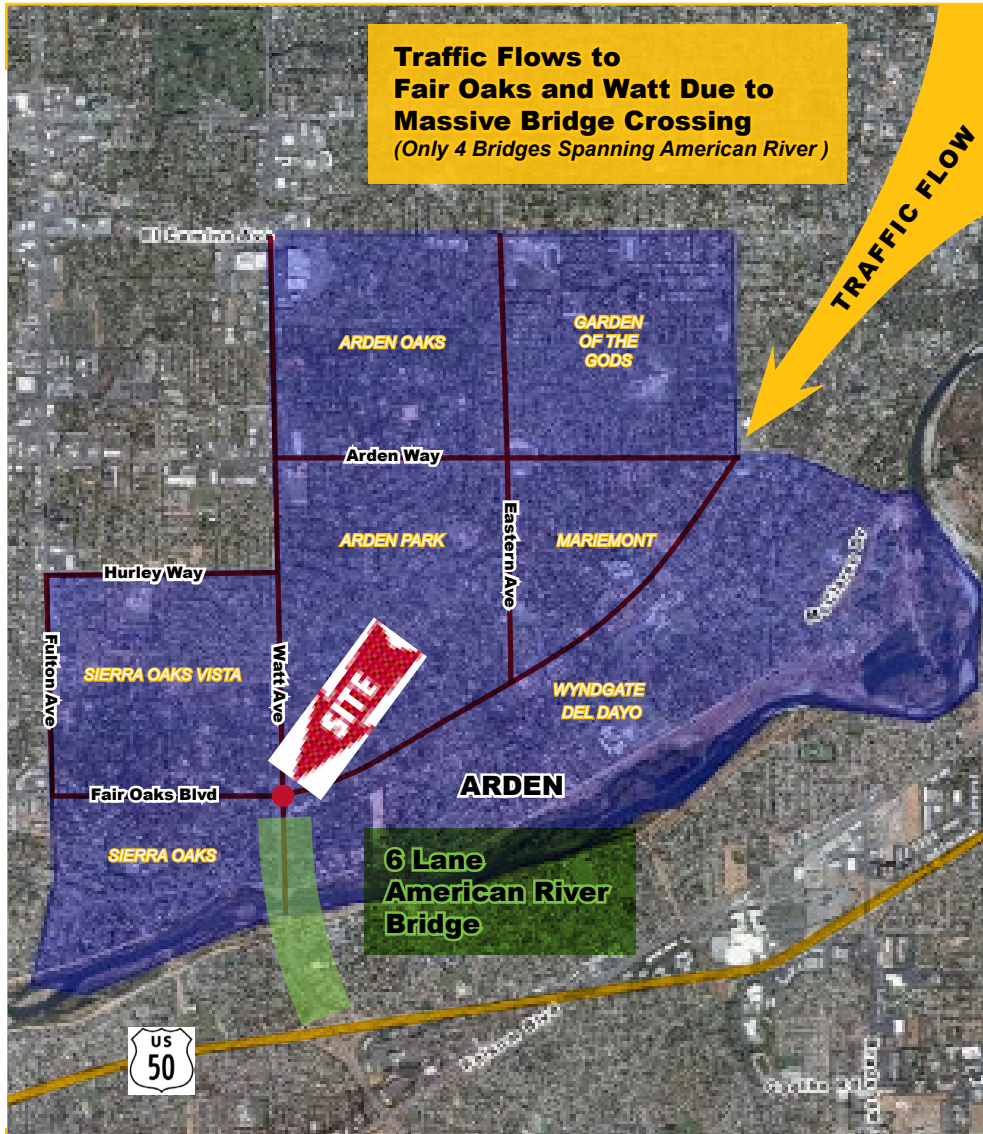 Traffic Flows to
Fair Oaks and Watt Due to
Massive Bridge Crossing
(Only 4 Bridges Spanning American River )
TRAFFIC FLOW
El Camino Ave
ARDEN OAKS
GARDEN
OF THE
GODS
Arden Way
Eastern Ave
ARDEN PARK
MARIEMONT
Hurley Way
Fulton Ave
SIERRA OAKS VISTA
Watt Ave
SITE
WYNDGATE
DEL DAYO
ARDEN
Fair Oaks Blvd
SIERRA OAKS
6 Lane
American River
Bridge
US
50